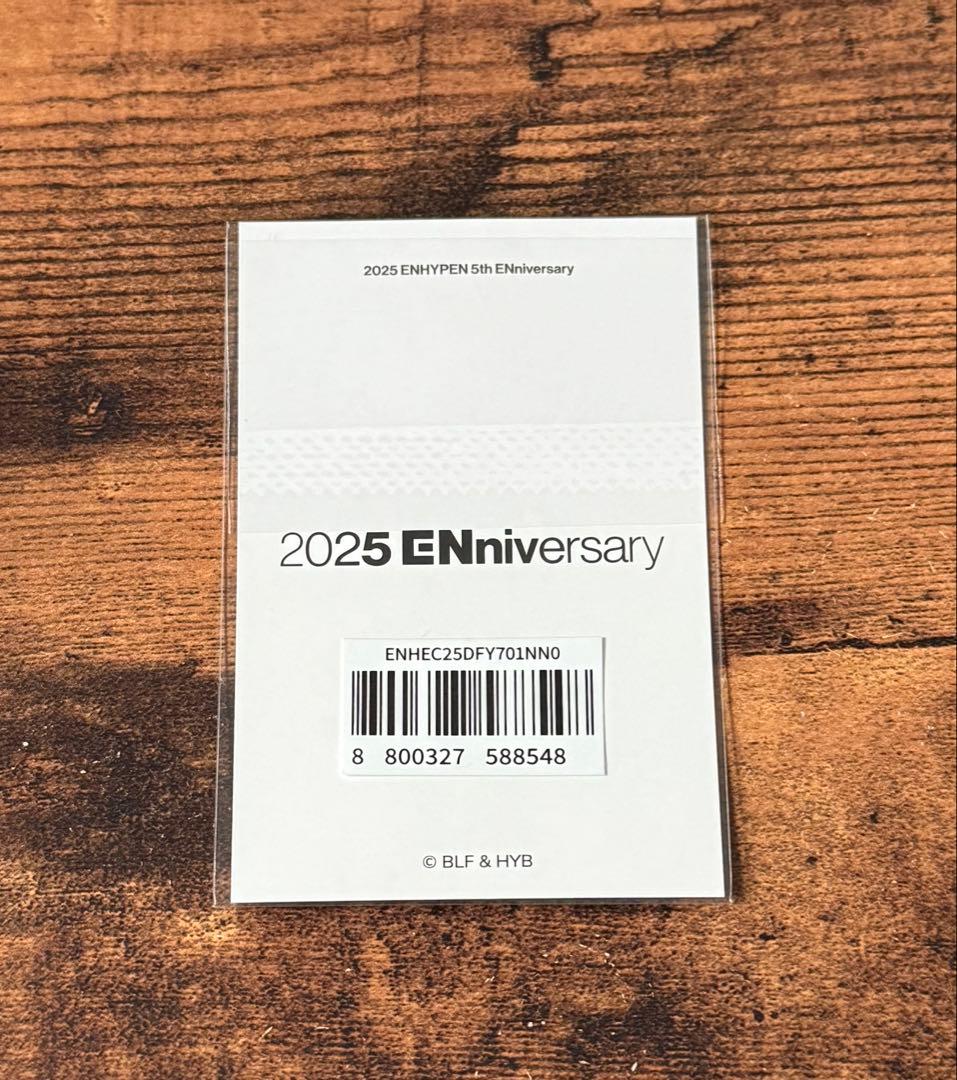 2025 ENHYPEN 5th ENniversary
2025 ENniversary
ENHEC25DFY701NN0
8 800327 588548
© BLF & HYB